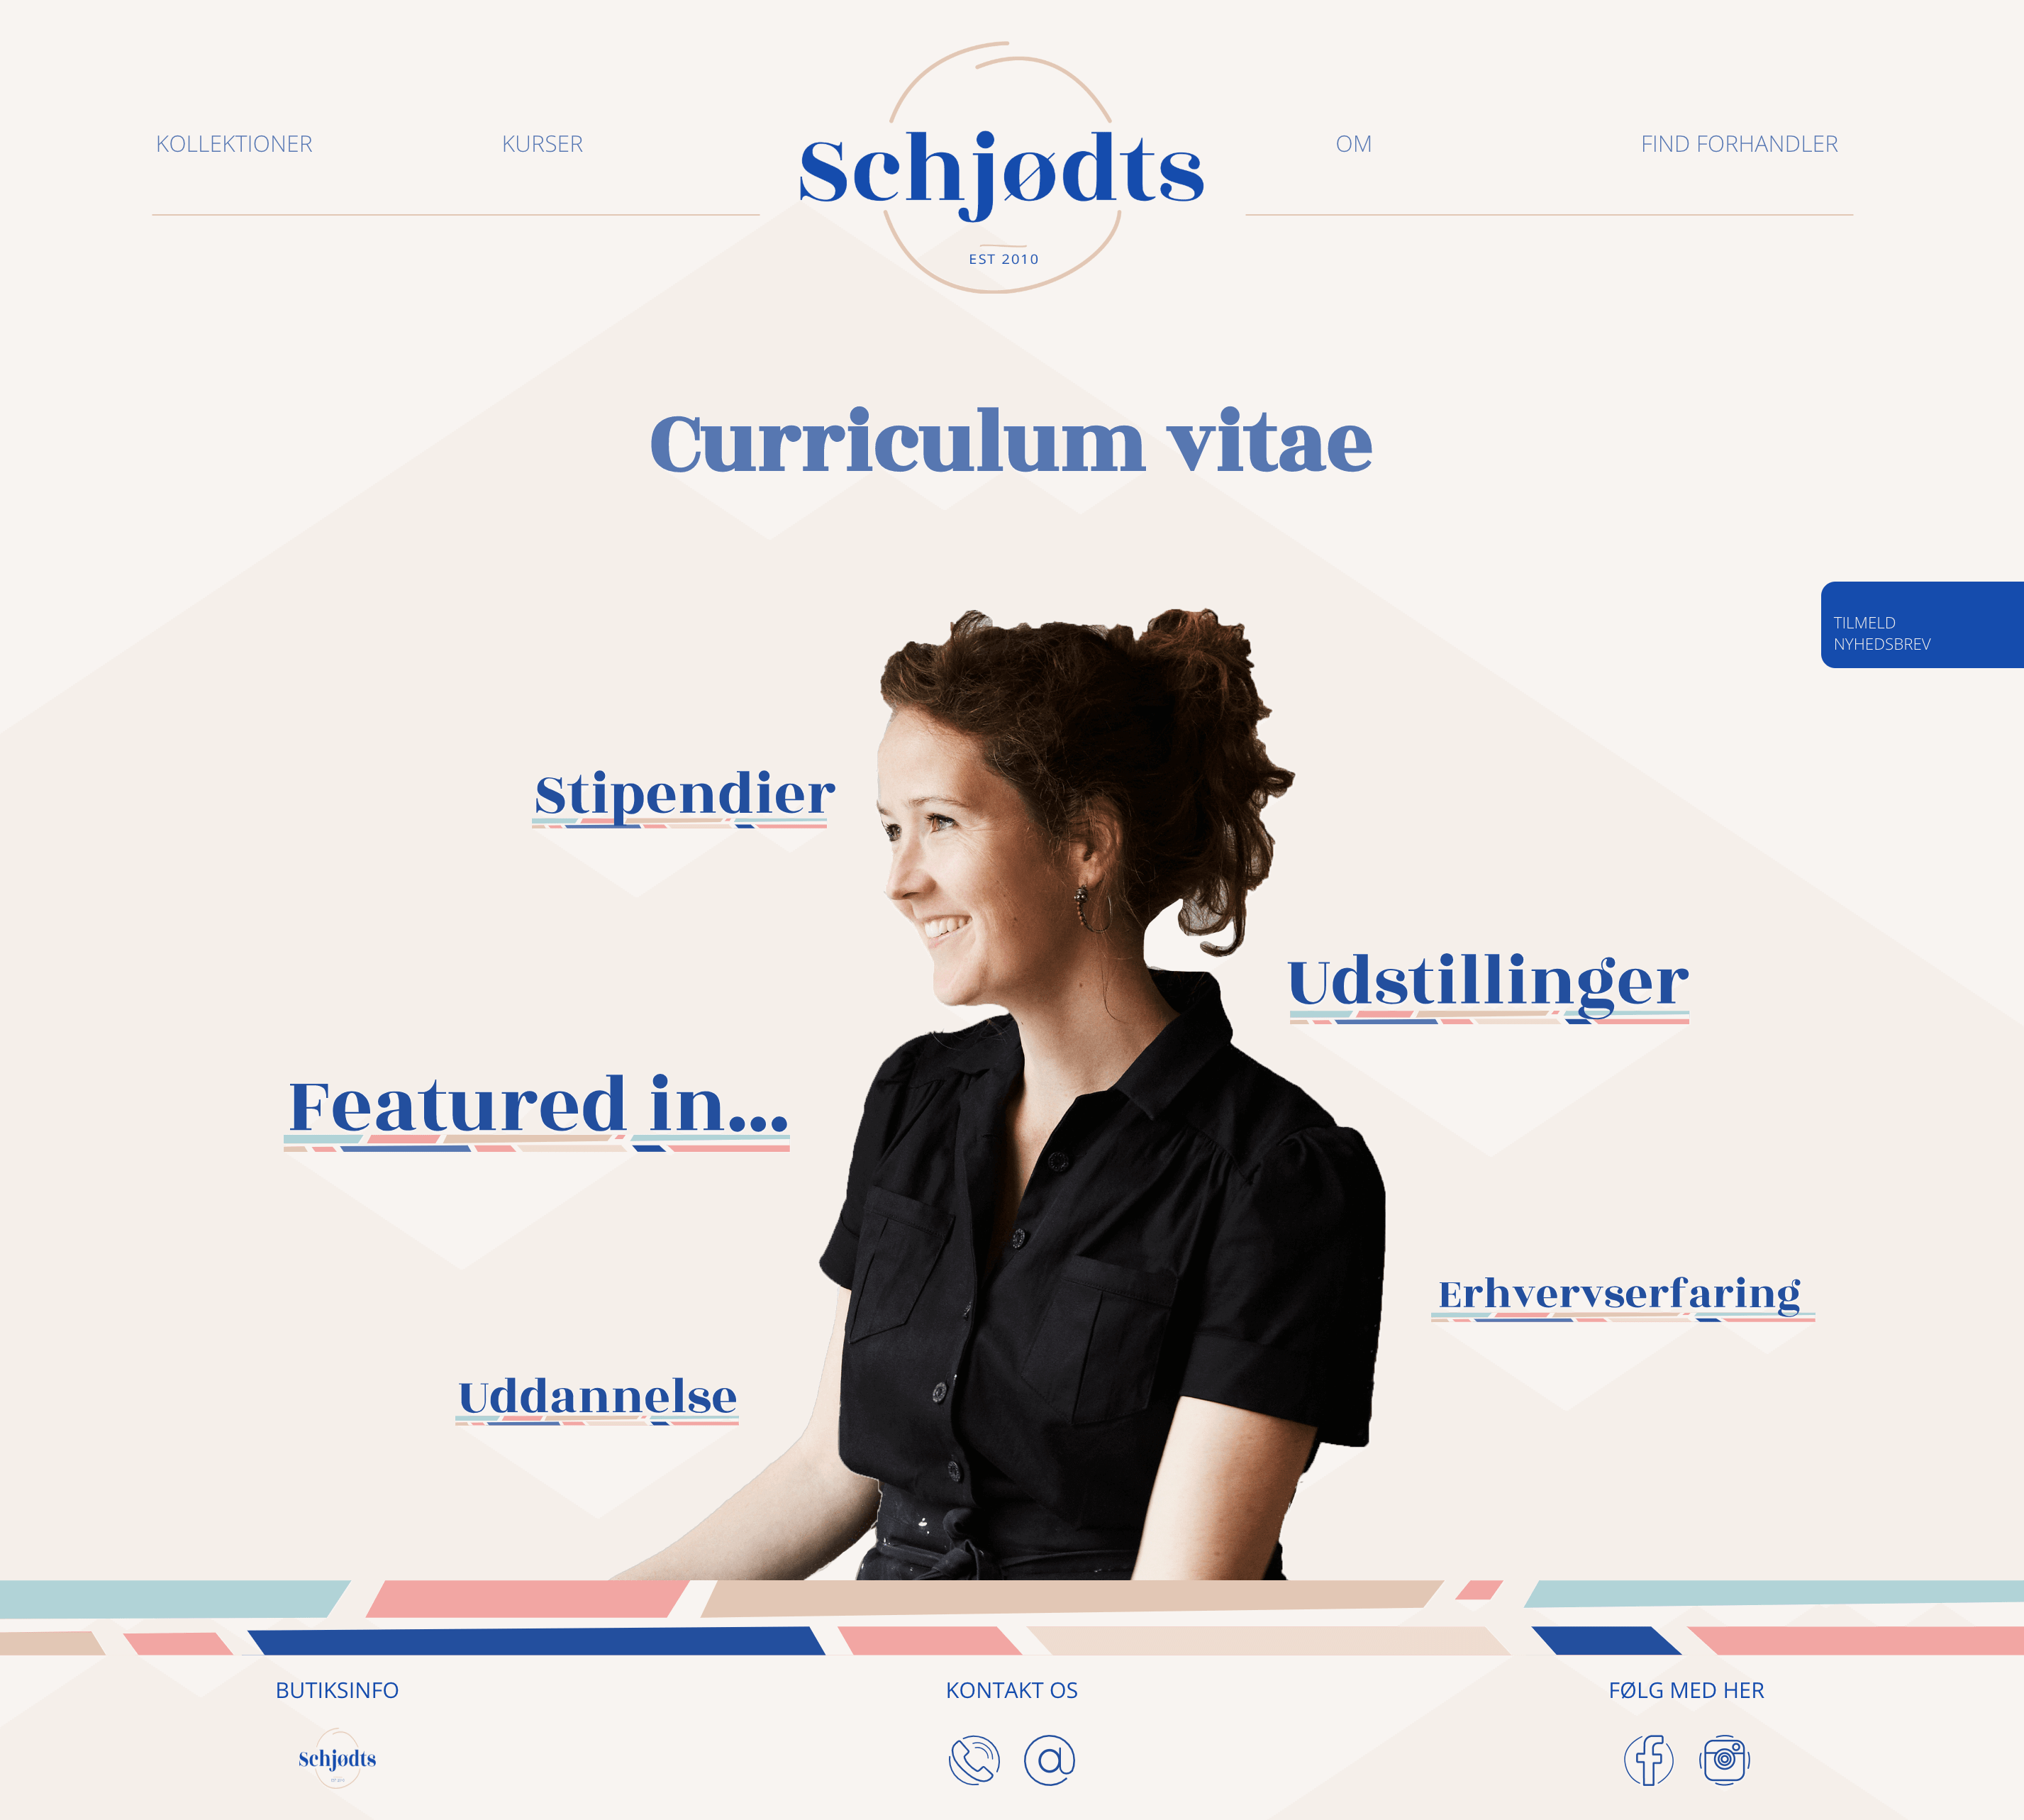 KOLLEKTIONER
KURSER
Schjødts
EST 2010
OM
FIND FORHANDLER
Curriculum vitae
TILMELD
NYHEDSBREV
Stipendier
Udstillinger
Featured in...
Erhvervserfaring
Uddannelse
BUTIKSINFO
KONTAKT OS
FØLG MED HER
Schjødts